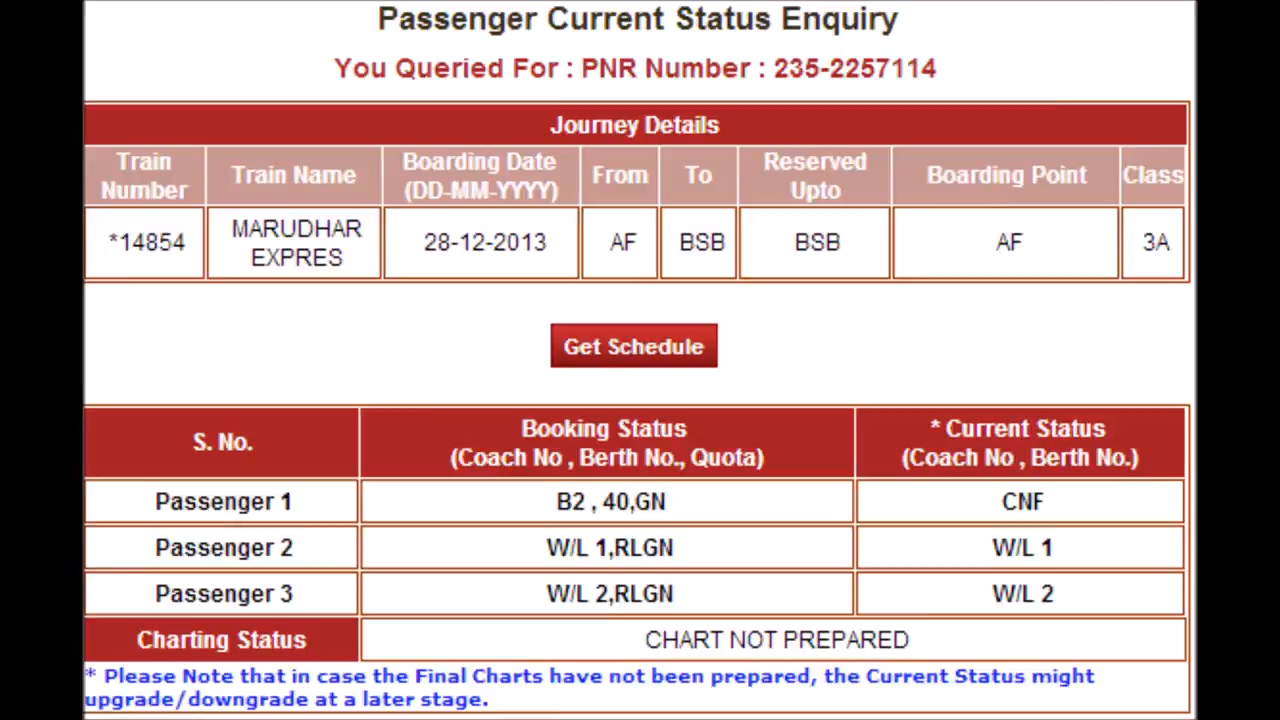 Passenger Current Status Enquiry
You Queried For : PNR Number : 235-2257114
Journey Details
Train Number Train Name Boarding Date (DD-MM-YYYY) From To Reserved Upto Boarding Point Class
*14854 MARUDHAR EXPRES 28-12-2013 AF BSB BSB AF 3A
Get Schedule
S. No. Booking Status (Coach No , Berth No., Quota) * Current Status (Coach No , Berth No.)
Passenger 1 B2 , 40,GN CNF
Passenger 2 W/L 1,RLGN W/L 1
Passenger 3 W/L 2,RLGN W/L 2
Charting Status CHART NOT PREPARED
* Please Note that in case the Final Charts have not been prepared, the Current Status might
upgrade/downgrade at a later stage.